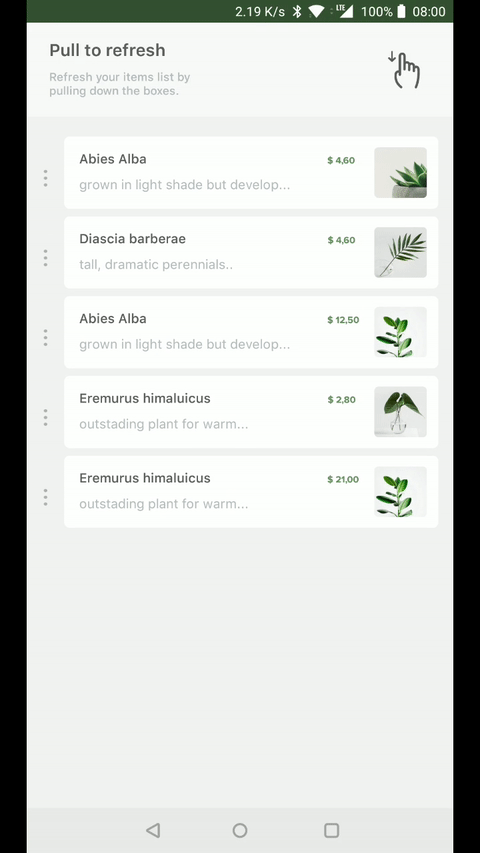 2.19 K/s LTE 100% 08:00
Pull to refresh
Refresh your items list by
pulling down the boxes.
Abies Alba $ 4,60
grown in light shade but develop...
Diascia barberae $ 4,60
tall, dramatic perennials..
Abies Alba $ 12,50
grown in light shade but develop...
Eremurus himaluicus $ 2,80
outstading plant for warm...
Eremurus himaluicus $ 21,00
outstading plant for warm...